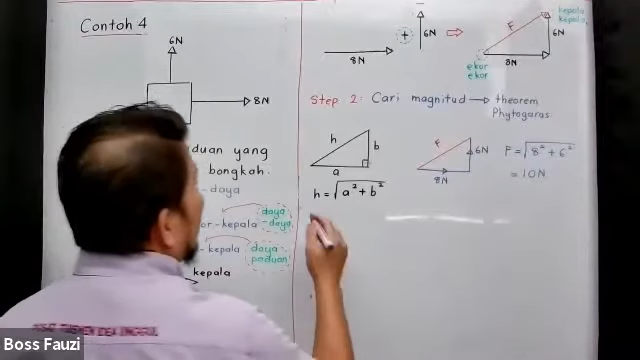 Contoh 4
6N
8N
duan yang
bongkah.
- daya
daya
or - kepala - daya
- kepala daya
paduan
kepala
8N
+
6N
F
6N
8N
kepala
kepala
ekor
ekor
Step 2: Cari magnitud → theorem
Phytagoras
h
b
a
h = √a² + b²
F
6N
8N
F = √8² + 6²
= 10N
IDEA UNGGUL
Boss Fauzi